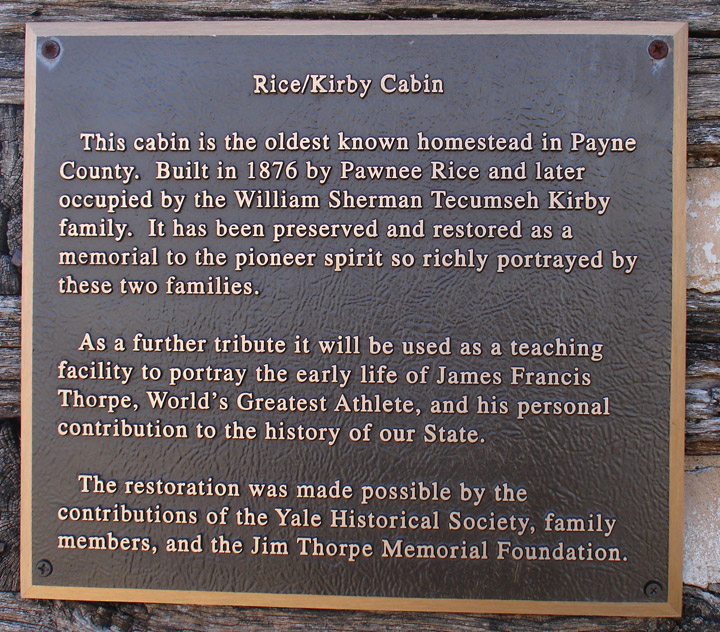 Rice/Kirby Cabin
This cabin is the oldest known homestead in Payne
County. Built in 1876 by Pawnee Rice and later
occupied by the William Sherman Tecumseh Kirby
family. It has been preserved and restored as a
memorial to the pioneer spirit so richly portrayed by
these two families.
As a further tribute it will be used as a teaching
facility to portray the early life of James Francis
Thorpe, World's Greatest Athlete, and his personal
contribution to the history of our State.
The restoration was made possible by the
contributions of the Yale Historical Society, family
members, and the Jim Thorpe Memorial Foundation.